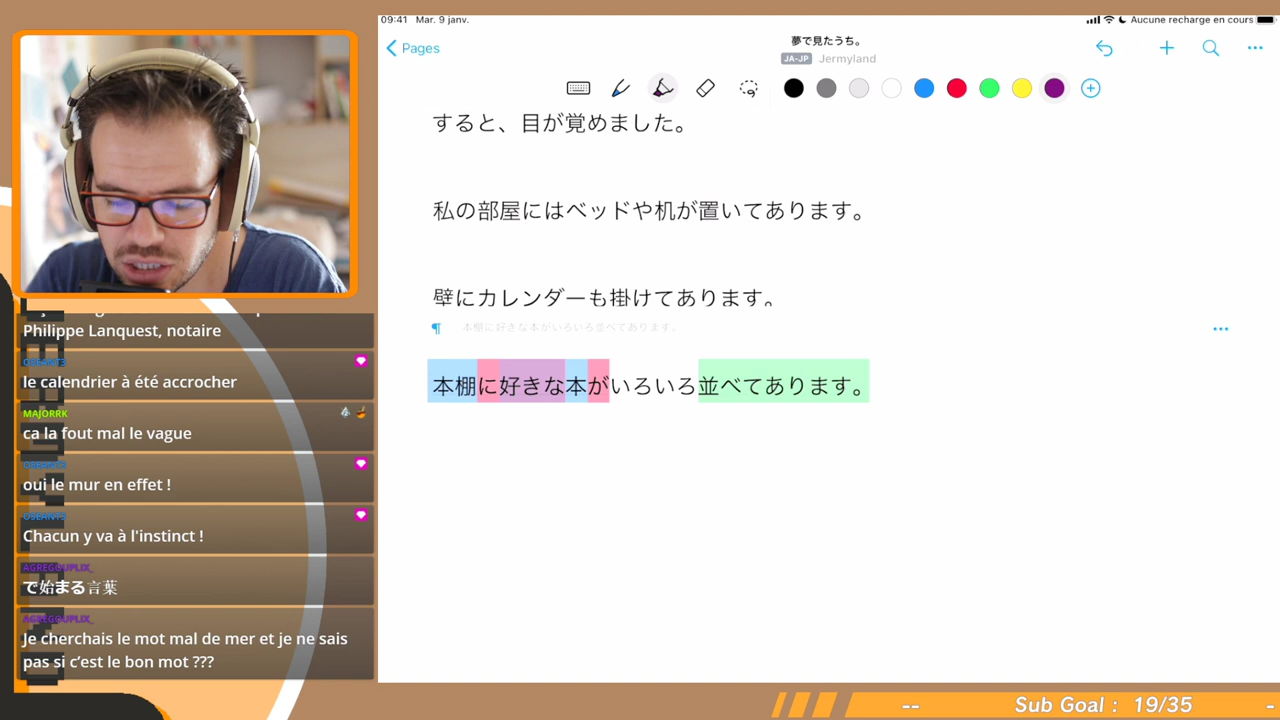 09:41 Mar. 9 janv.
Aucune recharge en cours
Pages
夢で見たうち。
JA-JP Jermyland
すると、目が覚めました。
私の部屋にはベッドや机が置いてあります。
壁にカレンダーも掛けてあります。
¶ 本棚に好きな本がいろいろ並べてあります。
本棚に好きな本がいろいろ並べてあります。
Philippe Lanquest, notaire
le calendrier à été accrocher
MAJORRK
ca la fout mal le vague
oui le mur en effet !
Chacun y va à l'instinct !
AGREGOUPLIX_
で始まる言葉
AGREGOUPLIX_
Je cherchais le mot mal de mer et je ne sais
pas si c’est le bon mot ???
-- Sub Goal : 19/35 -